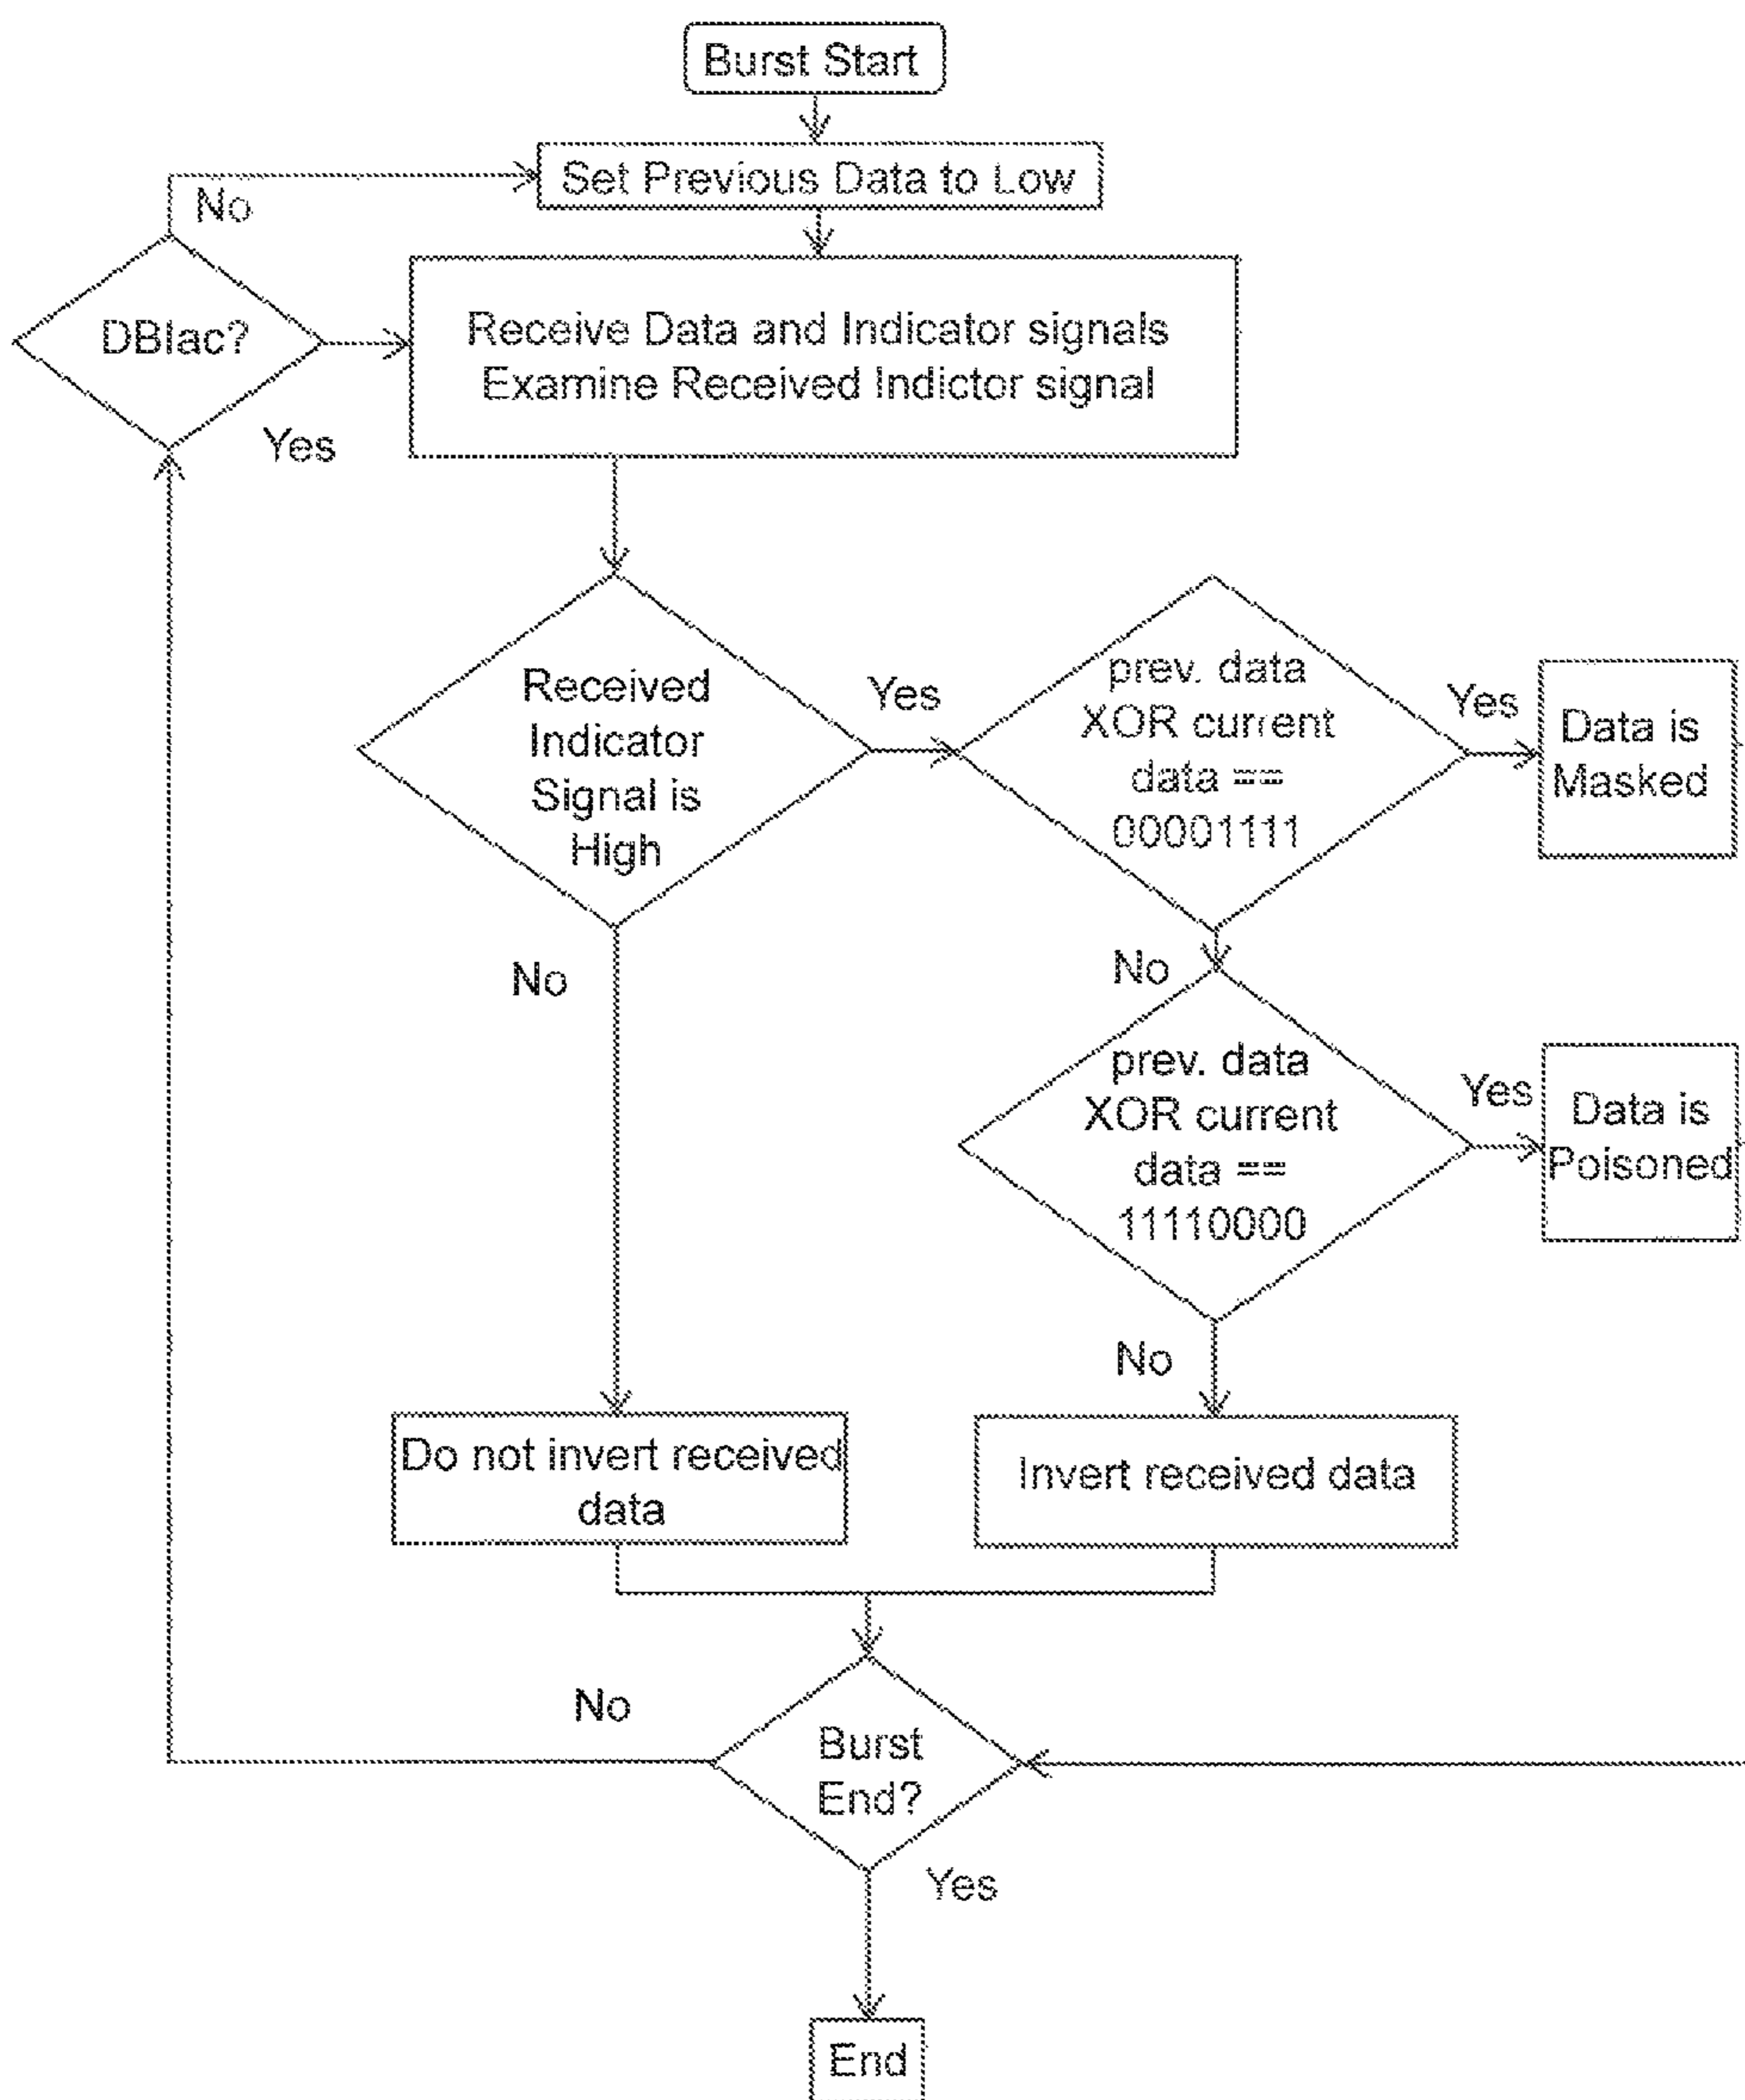 Burst Start
Set Previous Data to Low
No
DBIac?
Yes
Receive Data and Indicator signals
Examine Received Indictor signal
Received
Indicator
Signal is
High
Yes
prev. data
XOR current
data ==
00001111
Yes
Data is
Masked
No
No
prev. data
XOR current
data ==
11110000
Yes
Data is
Poisoned
No
Do not invert received
data
Invert received data
No
Burst
End?
Yes
End